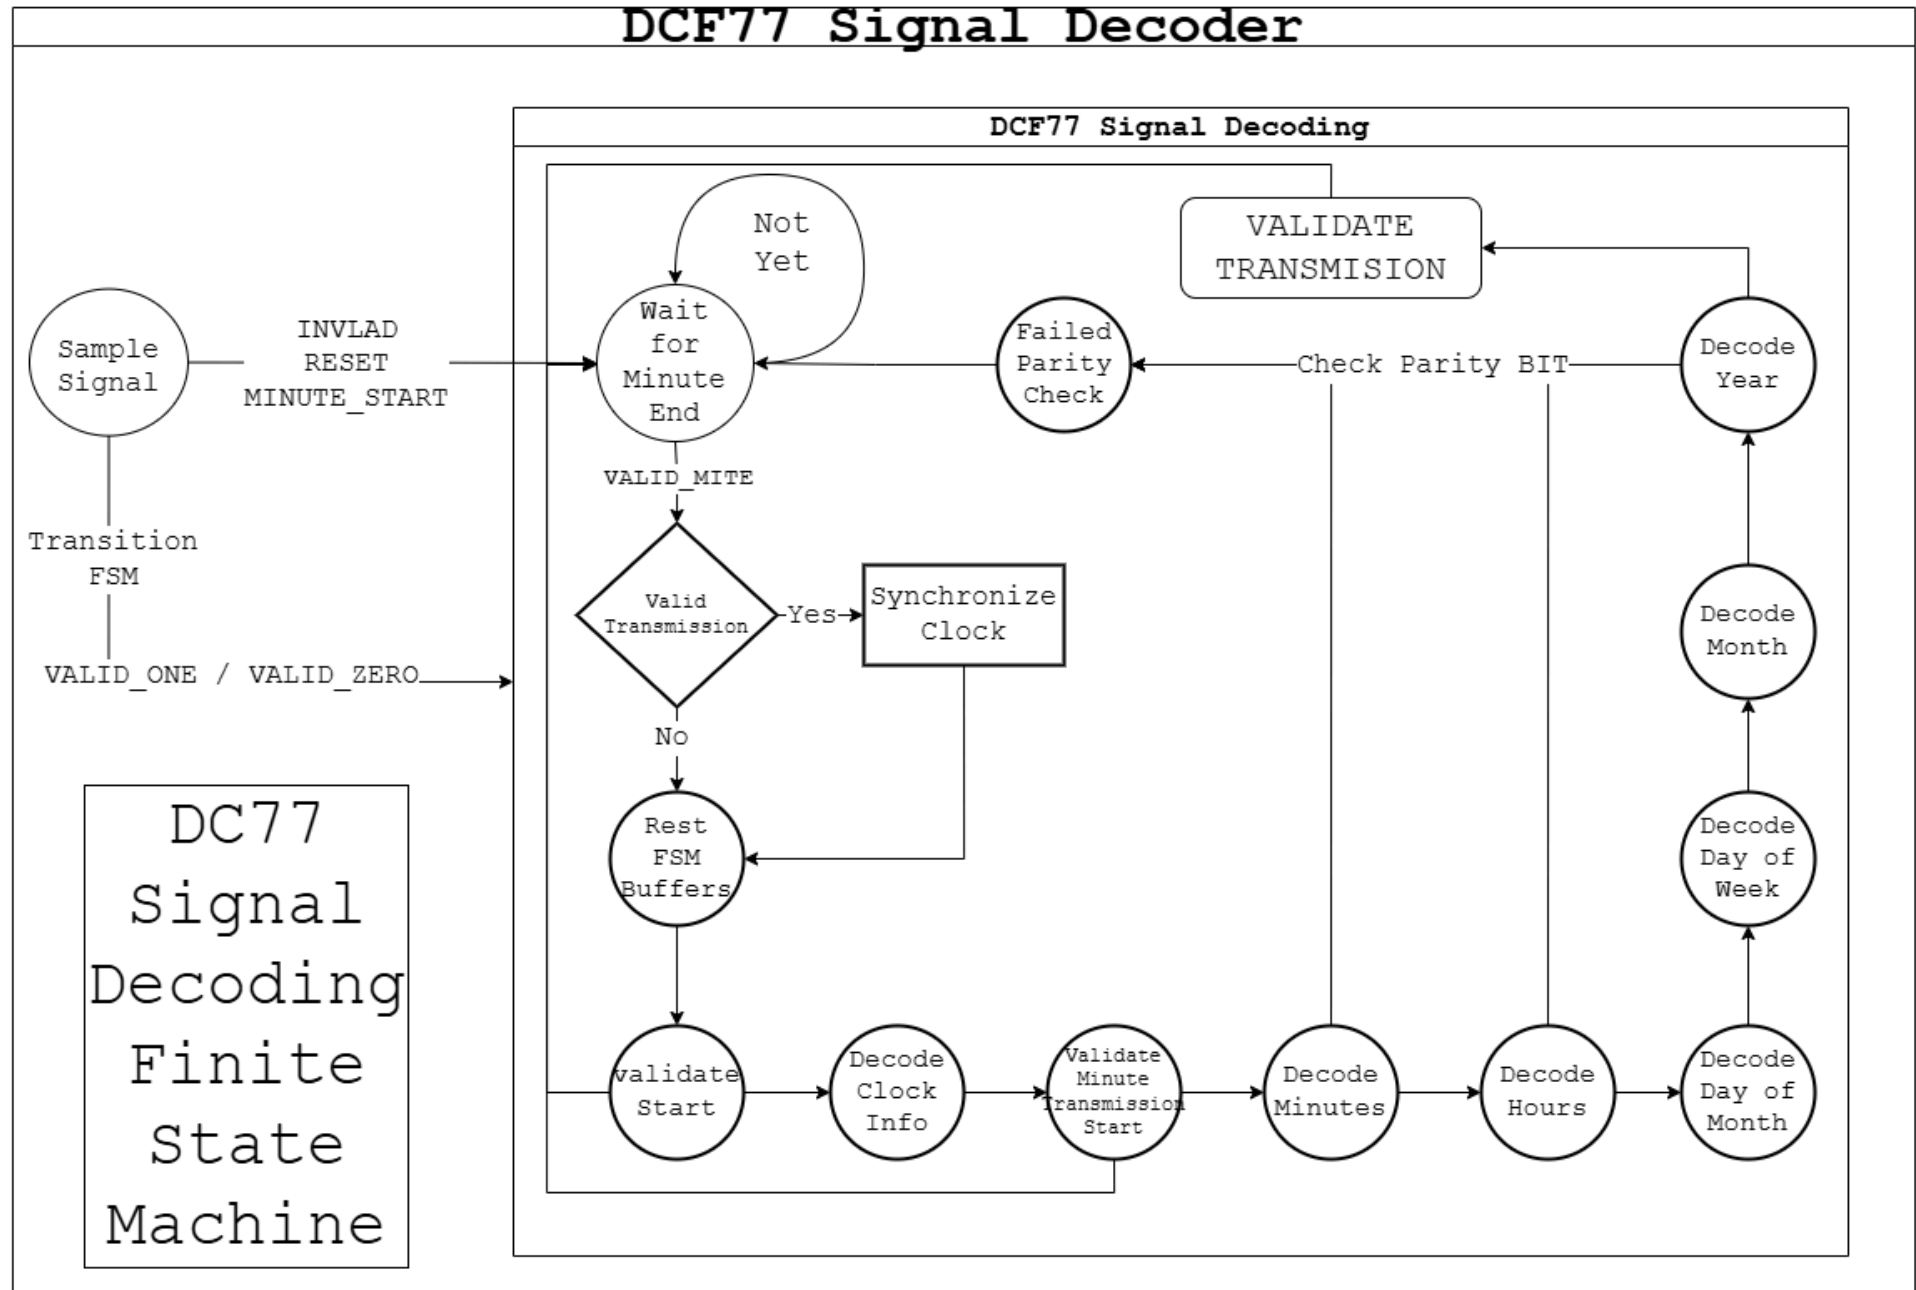 DCF77 Signal Decoder
DCF77 Signal Decoding
Not
Yet
VALIDATE
TRANSMISION
Sample
Signal
INVLAD
RESET
MINUTE_START
Wait
for
Minute
End
Failed
Parity
Check
Check Parity BIT
Decode
Year
VALID_MITE
Transition
FSM
VALID_ONE / VALID_ZERO
Valid
Transmission
Yes
Synchronize
Clock
No
Decode
Month
Rest
FSM
Buffers
Decode
Day of
Week
DC77
Signal
Decoding
Finite
State
Machine
validate
Start
Decode
Clock
Info
Validate
Minute
Transmission
Start
Decode
Minutes
Decode
Hours
Decode
Day of
Month